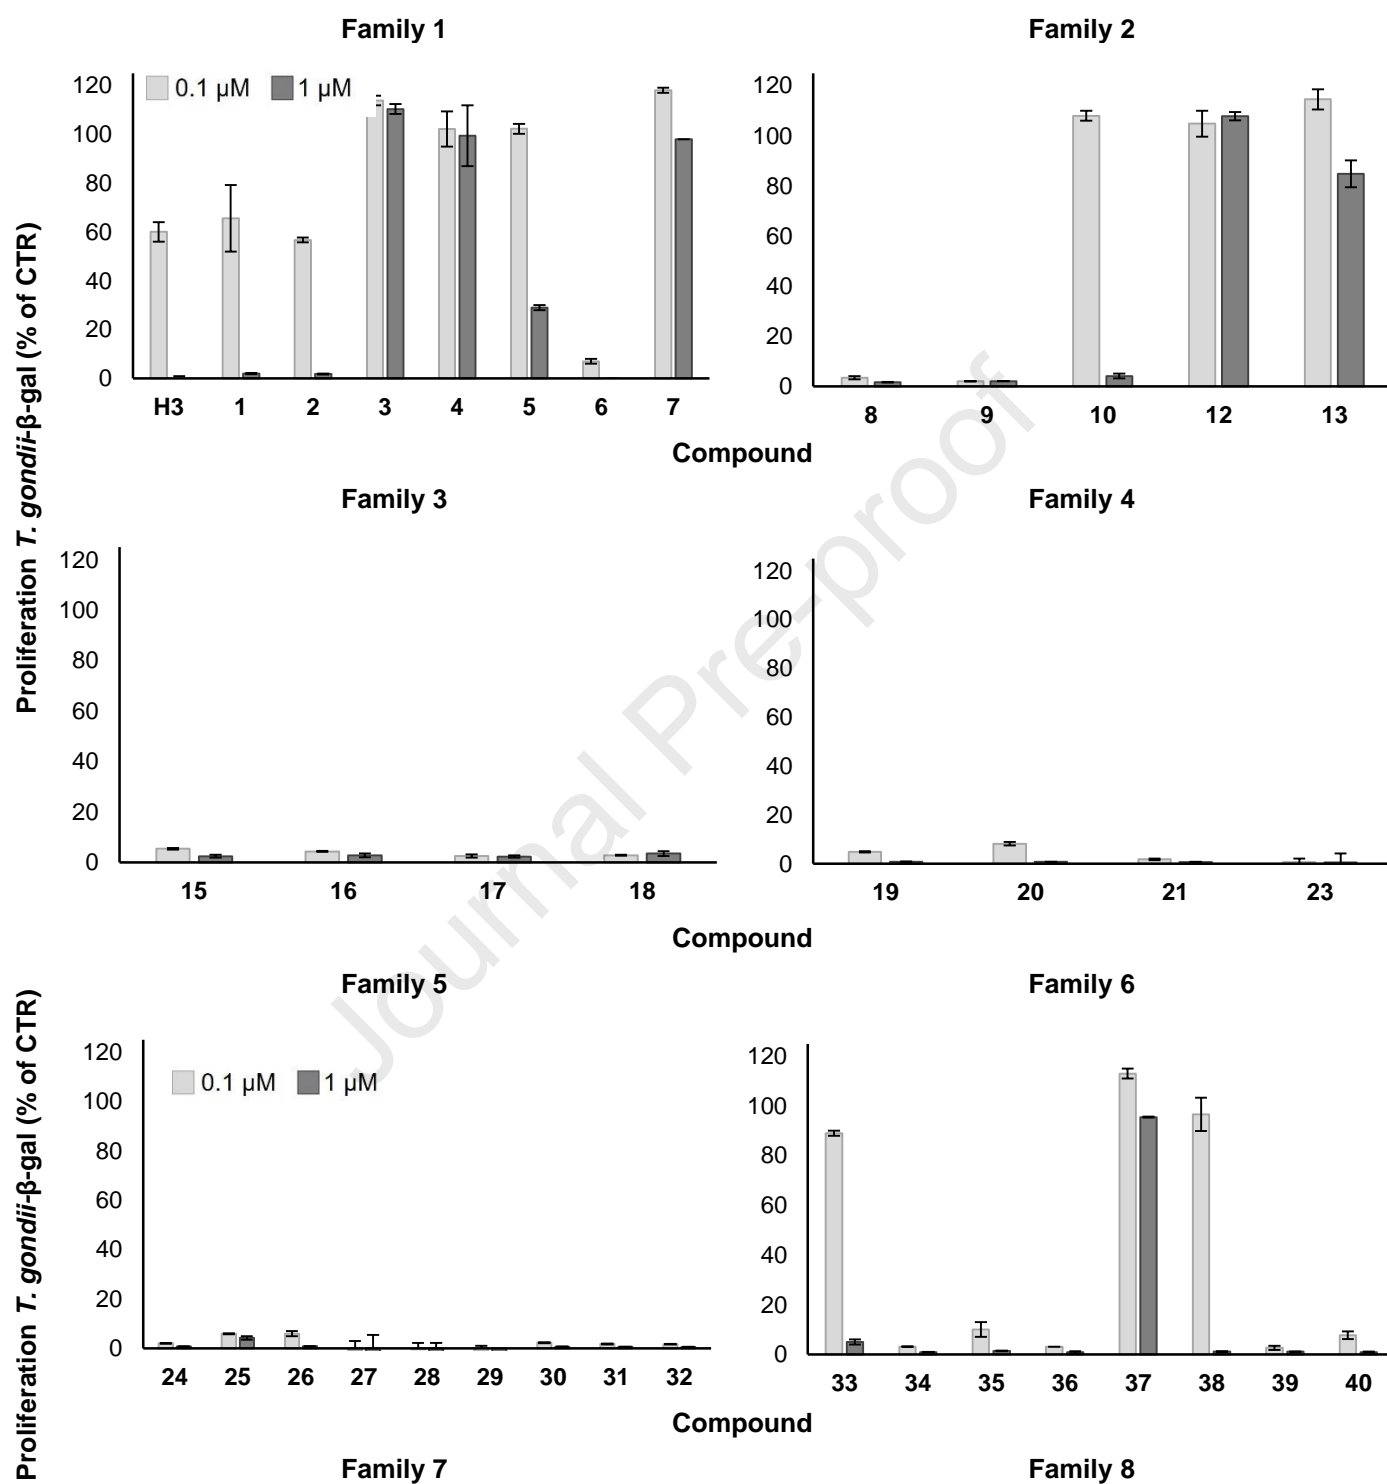 Family 1
Family 2
Proliferation T. gondii-β-gal (% of CTR)
0.1 µM 1 µM
120
100
80
60
40
20
0
H3 1 2 3 4 5 6 7
120
100
80
60
40
20
0
8 9 10 12 13
Compound
Family 3
Family 4
120
100
80
60
40
20
0
15 16 17 18
120
100
80
60
40
20
0
19 20 21 23
Compound
Family 5
Family 6
Proliferation T. gondii-β-gal (% of CTR)
0.1 µM 1 µM
120
100
80
60
40
20
0
24 25 26 27 28 29 30 31 32
120
100
80
60
40
20
0
33 34 35 36 37 38 39 40
Compound
Family 7
Family 8
Journal Pre-proof